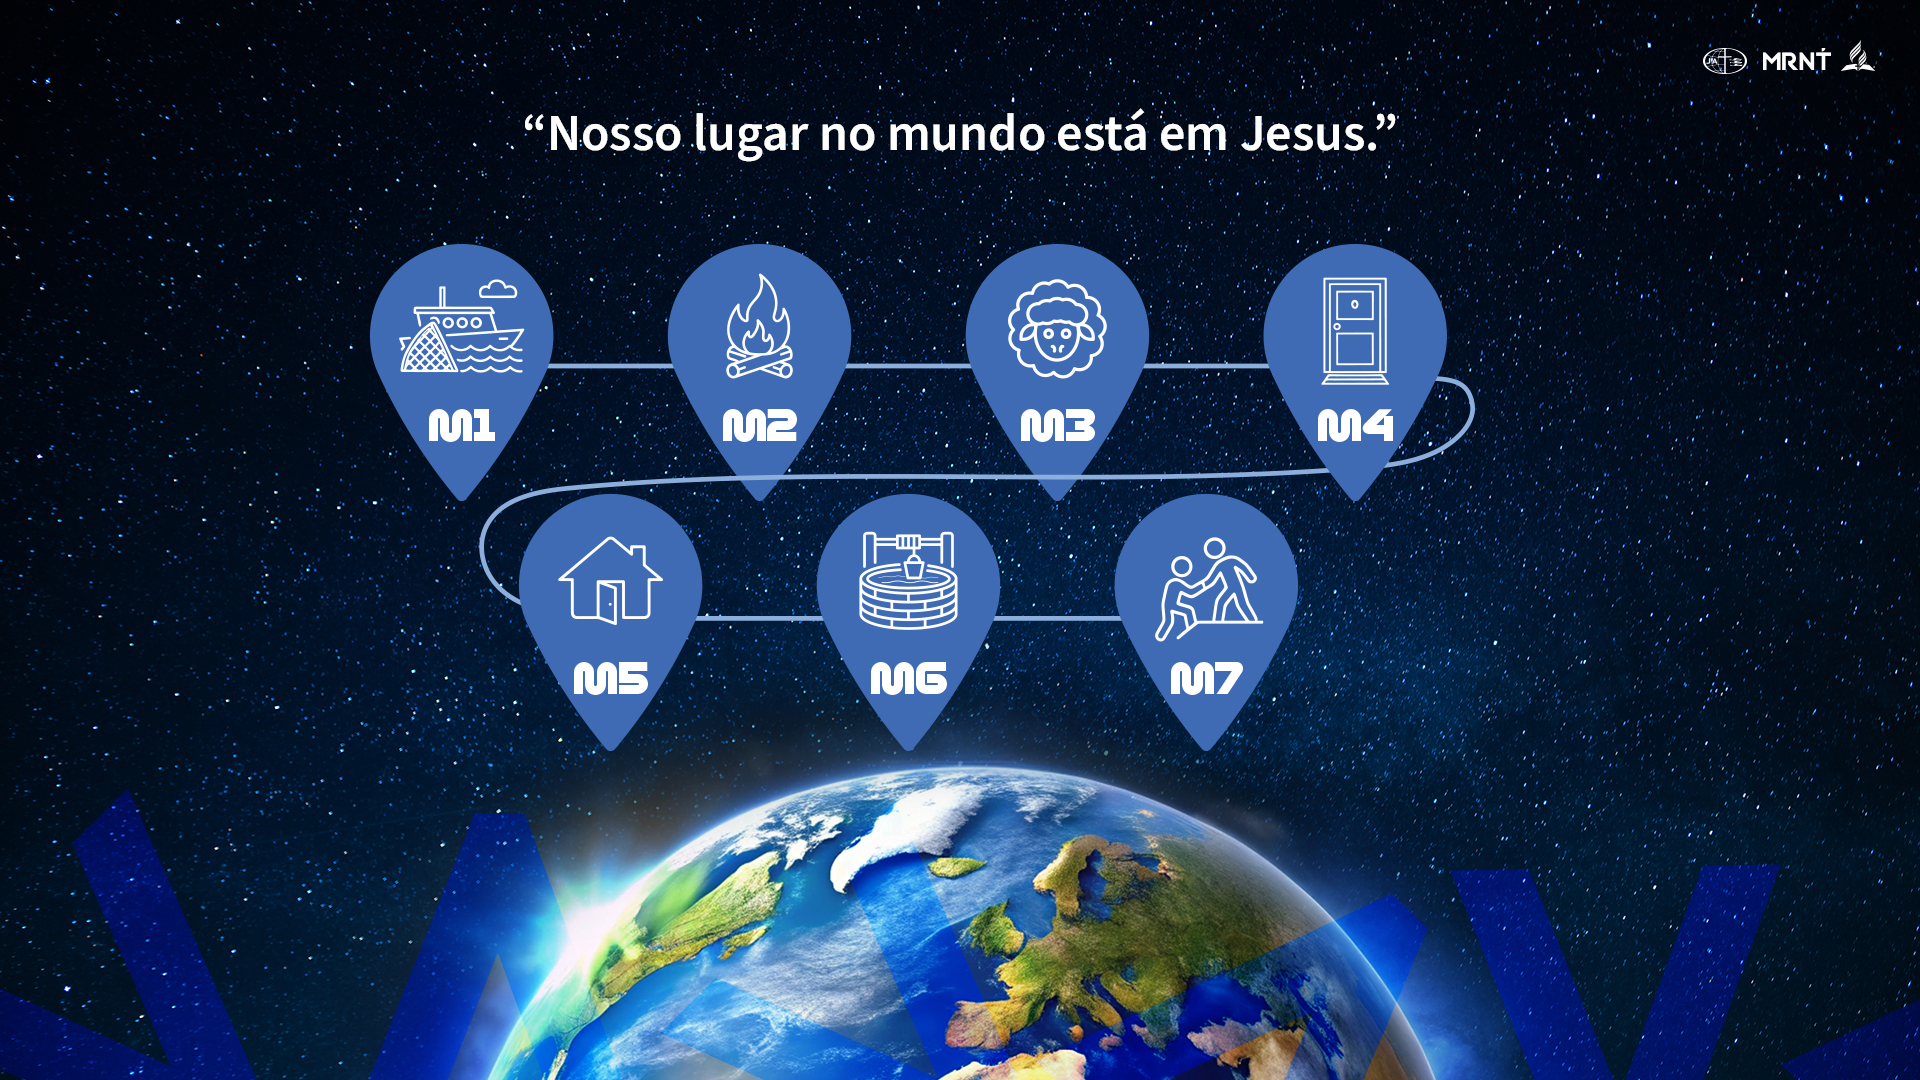 MRNT
“Nosso lugar no mundo está em Jesus.”
M1
M2
M3
M4
M5
M6
M7